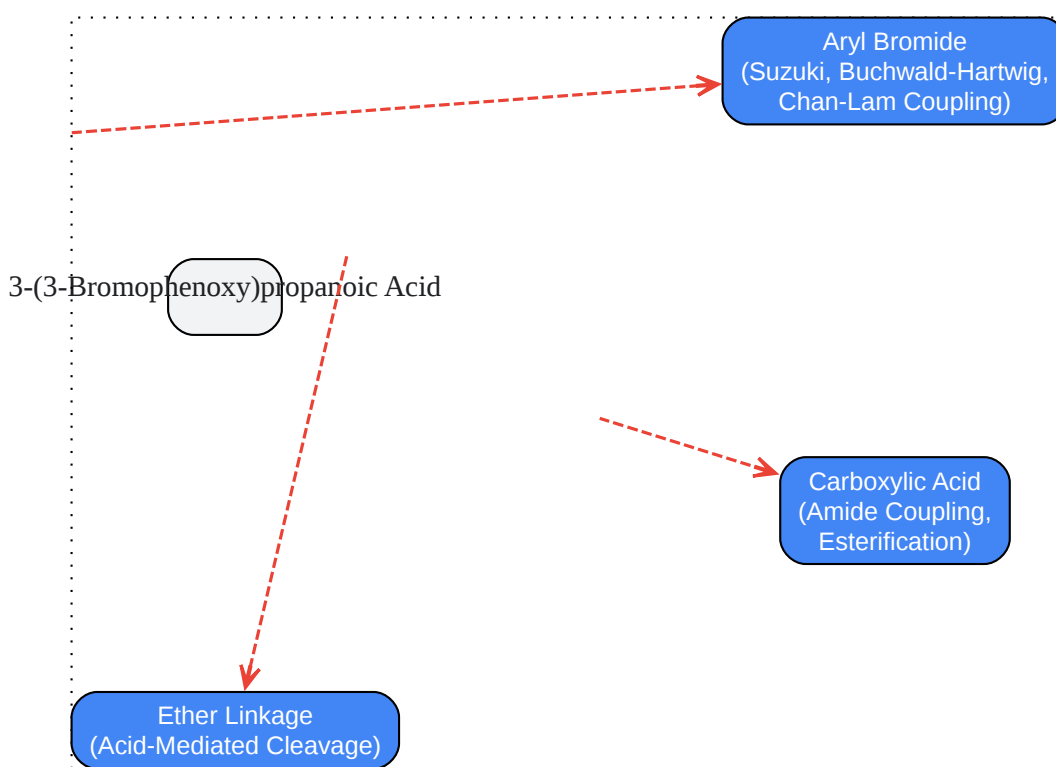 Aryl Bromide
(Suzuki, Buchwald-Hartwig,
Chan-Lam Coupling)
3-(3-Bromophenoxy)propanoic Acid
Carboxylic Acid
(Amide Coupling,
Esterification)
Ether Linkage
(Acid-Mediated Cleavage)